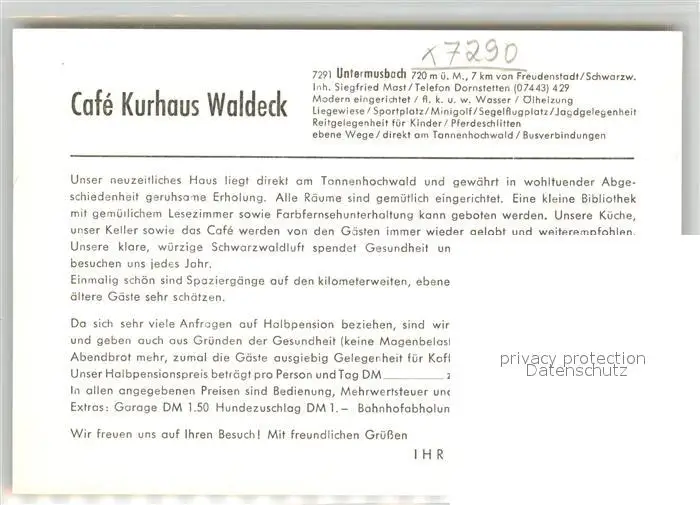 x 7290
7291 Untermusbach 720 m ü. M., 7 km von Freudenstadt/Schwarzw.
Inh. Siegfried Mast/Telefon Dornstetten (07443) 429
Café Kurhaus Waldeck
Modern eingerichtet / fl. k. u. w. Wasser / Ölheizung
Liegewiese/Sportplatz/Minigolf/Segelflugplatz/Jagdgelegenheit
Reitgelegenheit für Kinder/Pferdeschlitten
ebene Wege/direkt am Tannenhochwald/Busverbindungen
Unser neuzeitliches Haus liegt direkt am Tannenhochwald und gewährt in wohltuender Abge-
schiedenheit geruhsame Erholung. Alle Räume sind gemütlich eingerichtet. Eine kleine Bibliothek
mit gemütlichem Lesezimmer sowie Farbfernsehunterhaltung kann geboten werden. Unsere Küche,
unser Keller sowie das Café werden von den Gästen immer wieder gelobt und weiterempfohlen.
Unsere klare, würzige Schwarzwaldluft spendet Gesundheit un
besuchen uns jedes Jahr.
Einmalig schön sind Spaziergänge auf den kilometerweiten, ebene
ältere Gäste sehr schätzen.
Da sich sehr viele Anfragen auf Halbpension beziehen, sind wir
und geben auch aus Gründen der Gesundheit (keine Magenbelast
privacy protection
Abendbrot mehr, zumal die Gäste ausgiebig Gelegenheit für Kaff
Datenschutz
Unser Halbpensionspreis beträgt pro Person und Tag DM
In allen angegebenen Preisen sind Bedienung, Mehrwertsteuer und
Extras: Garage DM 1.50 Hundezuschlag DM 1.– Bahnhofabholun
Wir freuen uns auf Ihren Besuch! Mit freundlichen Grüßen
IHR